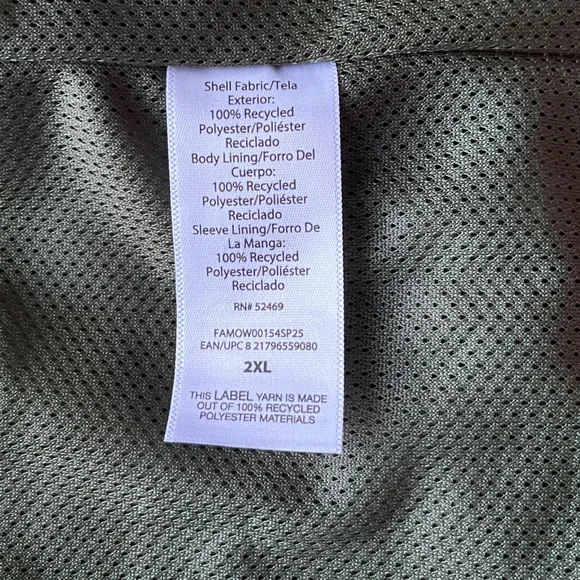 Shell Fabric/Tela
Exterior:
100% Recycled
Polyester/Poliéster
Reciclado
Body Lining/Forro Del
Cuerpo:
100% Recycled
Polyester/Poliéster
Reciclado
Sleeve Lining/Forro De
La Manga:
100% Recycled
Polyester/Poliéster
Reciclado
RN# 52469
FAMOW00154SP25
EAN/UPC 8 21796559080
2XL
THIS LABEL YARN IS MADE
OUT OF 100% RECYCLED
POLYESTER MATERIALS